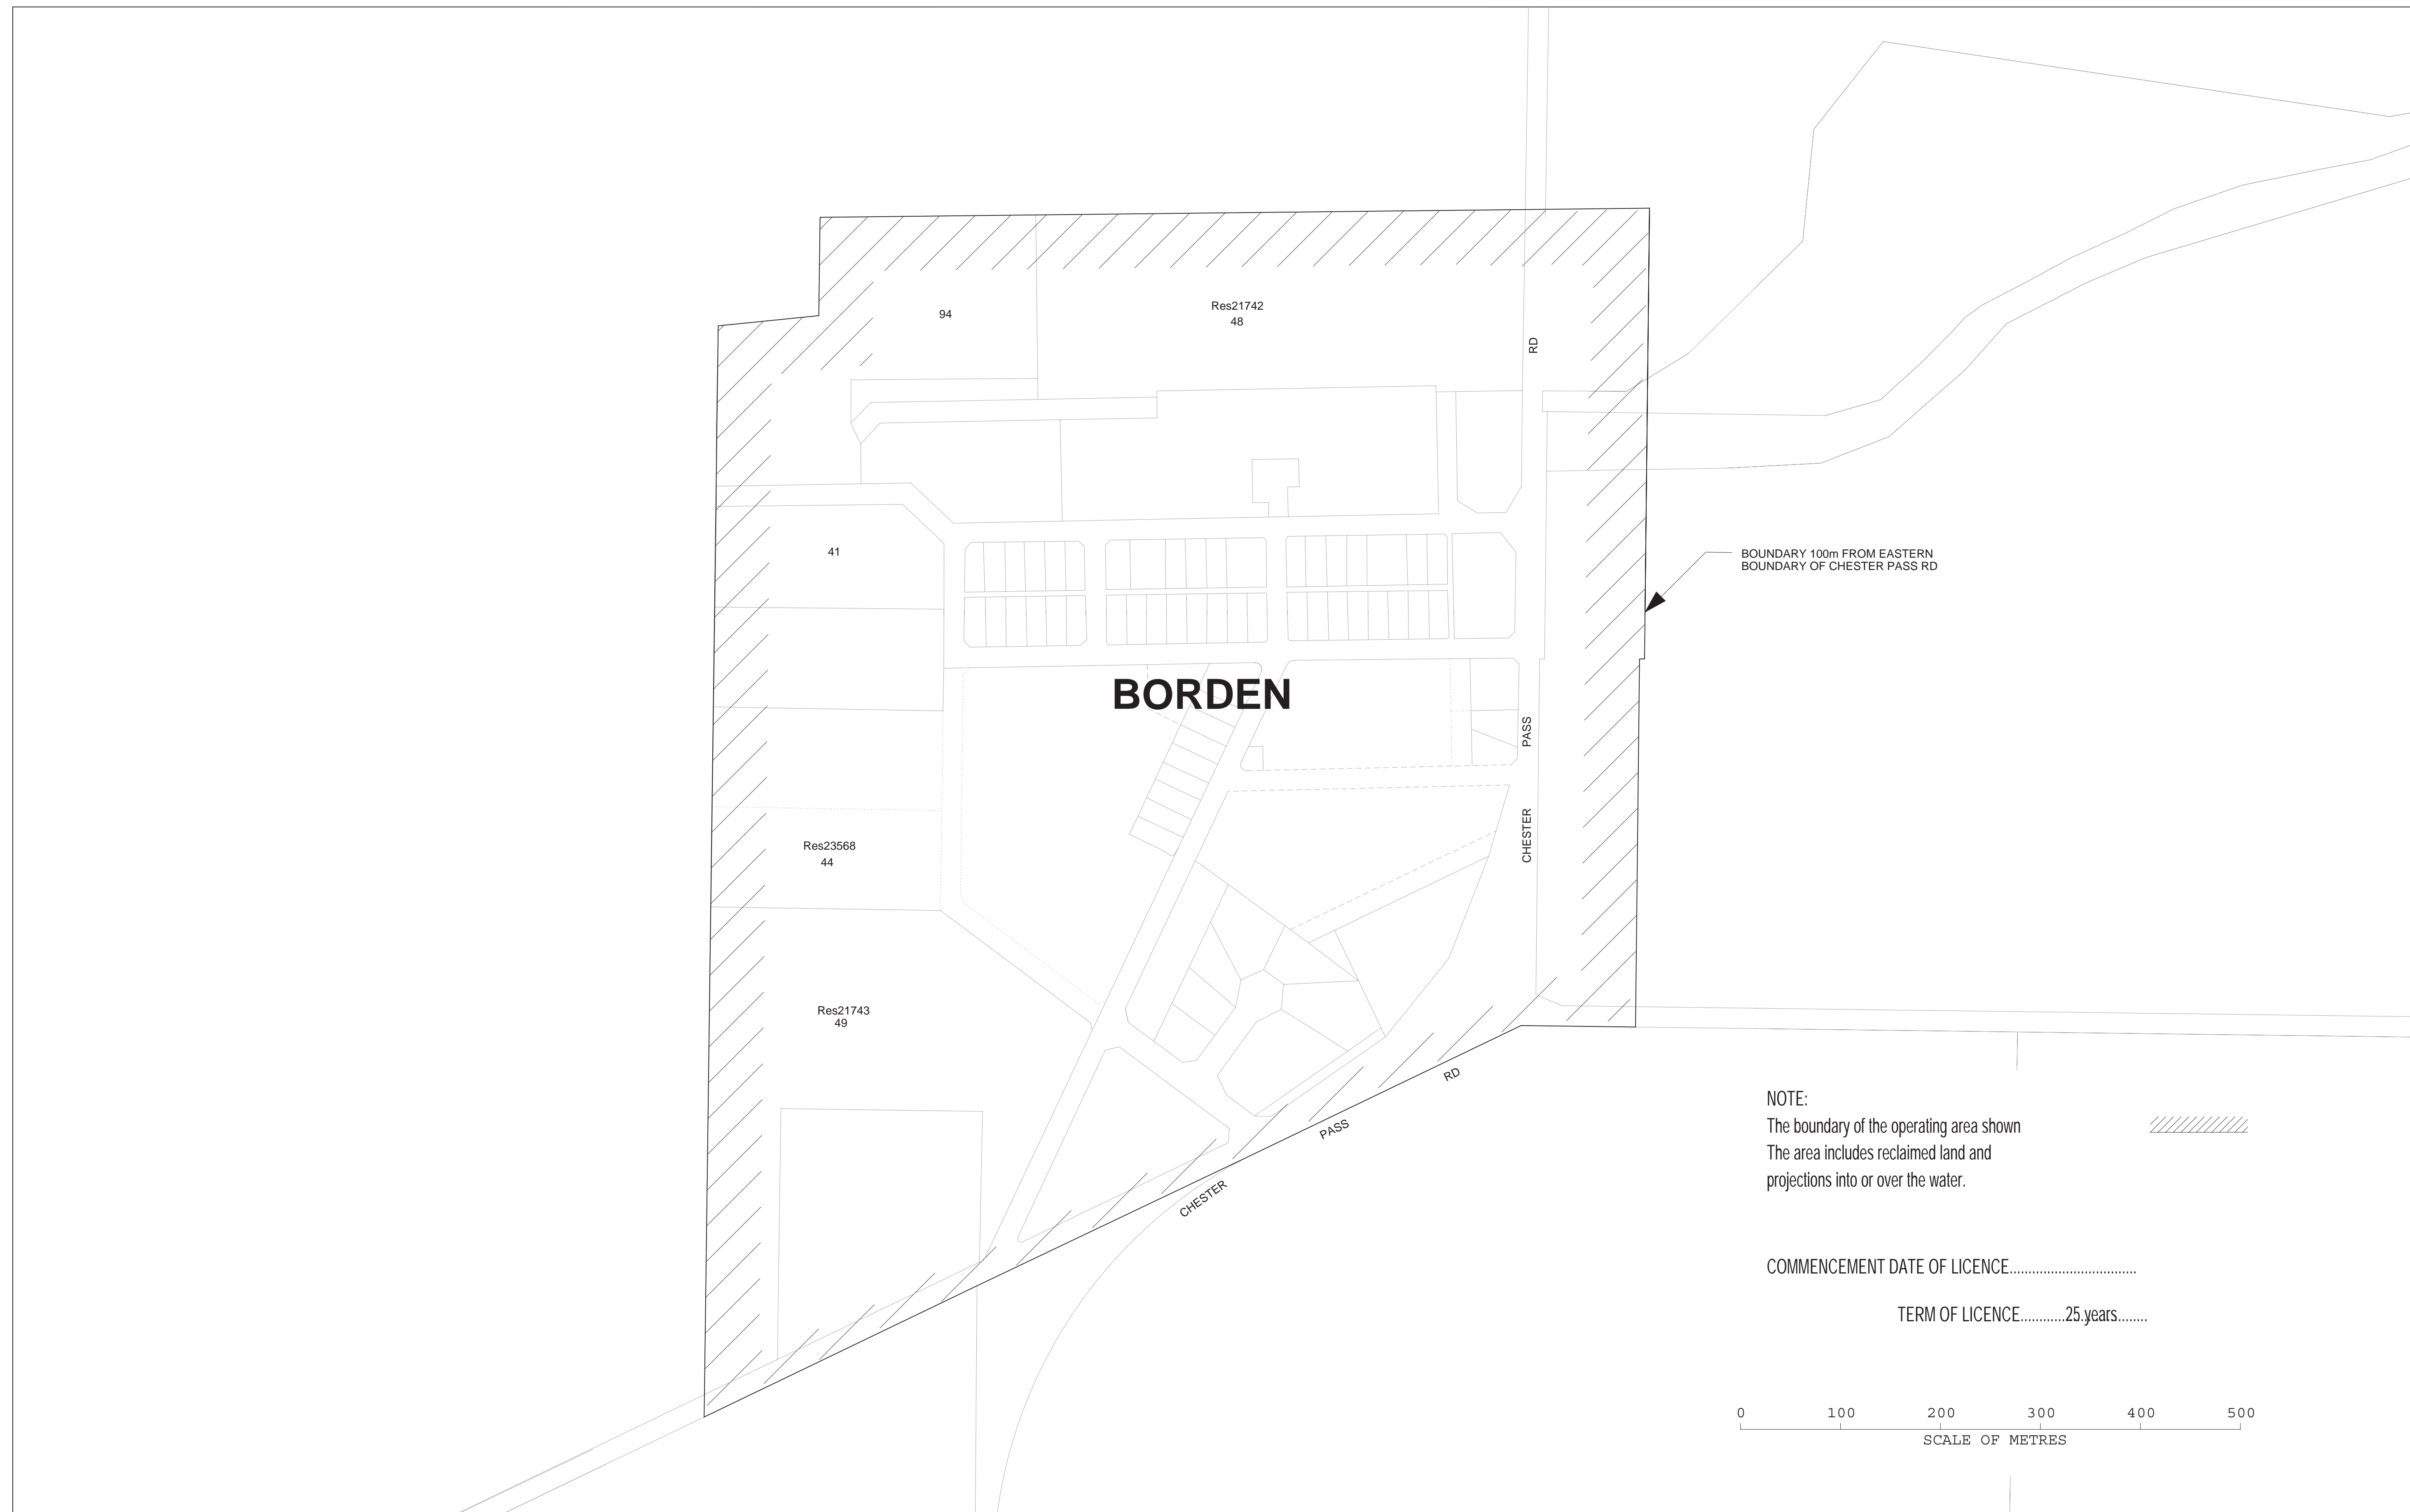 94
Res21742
48
RD
BOUNDARY 100m FROM EASTERN
BOUNDARY OF CHESTER PASS RD
41
BORDEN
PASS
CHESTER
Res23568
44
Res21743
49
RD
PASS
CHESTER
NOTE:
The boundary of the operating area shown
The area includes reclaimed land and
projections into or over the water.
COMMENCEMENT DATE OF LICENCE................................
TERM OF LICENCE...........25 years........
0 100 200 300 400 500
SCALE OF METRES